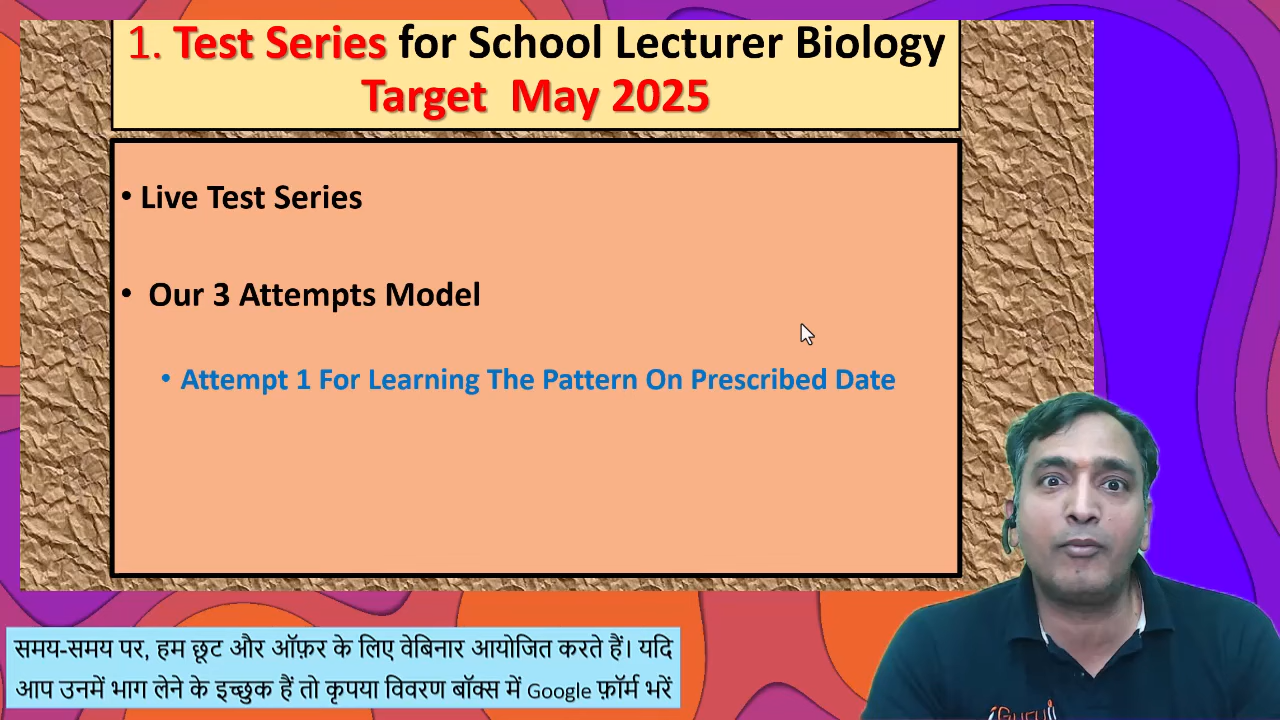 1. Test Series for School Lecturer Biology
Target May 2025
• Live Test Series
• Our 3 Attempts Model
• Attempt 1 For Learning The Pattern On Prescribed Date
समय-समय पर, हम छूट और ऑफ़र के लिए वेबिनार आयोजित करते हैं। यदि
आप उनमें भाग लेने के इच्छुक हैं तो कृपया विवरण बॉक्स में Google फ़ॉर्म भरें